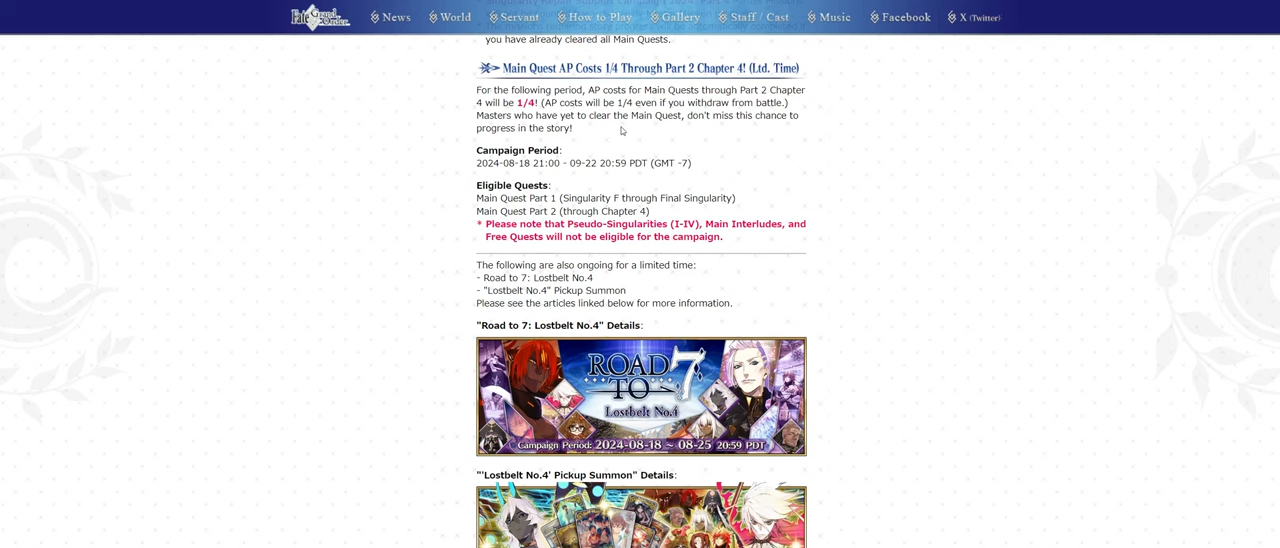 Fate Grand Order
News
World
Servant
How to Play
Gallery
Staff / Cast
Music
Facebook
X (Twitter)
you have already cleared all Main Quests.
Main Quest AP Costs 1/4 Through Part 2 Chapter 4! (Ltd. Time)
For the following period, AP costs for Main Quests through Part 2 Chapter
4 will be 1/4! (AP costs will be 1/4 even if you withdraw from battle.)
Masters who have yet to clear the Main Quest, don't miss this chance to
progress in the story!
Campaign Period:
2024-08-18 21:00 - 09-22 20:59 PDT (GMT -7)
Eligible Quests:
Main Quest Part 1 (Singularity F through Final Singularity)
Main Quest Part 2 (through Chapter 4)
* Please note that Pseudo-Singularities (I-IV), Main Interludes, and
Free Quests will not be eligible for the campaign.
The following are also ongoing for a limited time:
- Road to 7: Lostbelt No.4
- "Lostbelt No.4" Pickup Summon
Please see the articles linked below for more information.
"Road to 7: Lostbelt No.4" Details:
ROAD
TO 7
Lostbelt No.4
Campaign Period: 2024-08-18 ~ 08-25 20:59 PDT
"'Lostbelt No.4' Pickup Summon" Details: